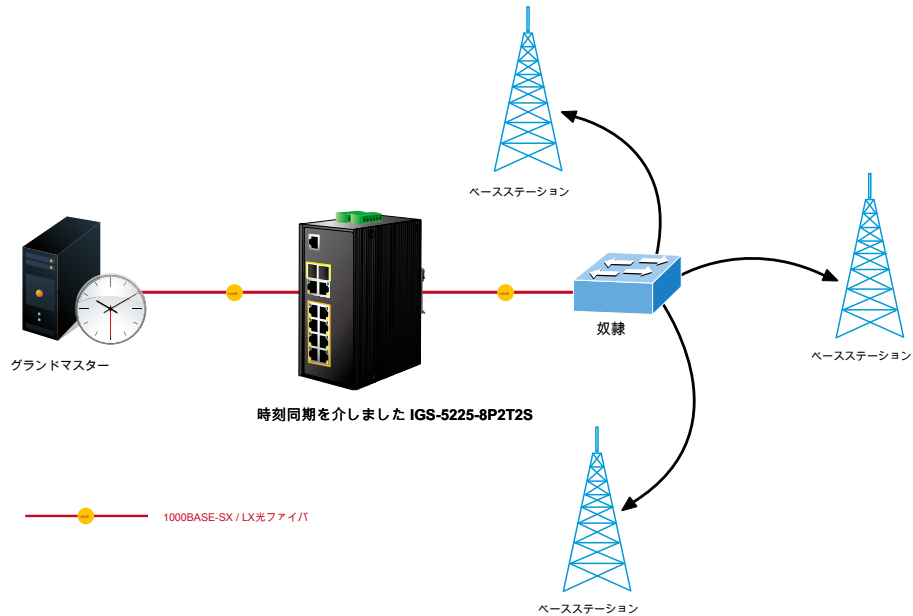 ベースステーション
グランドマスター
時刻同期を介しました IGS-5225-8P2T2S
奴隷
ベースステーション
1000BASE-SX / LX光ファイバ
ベースステーション